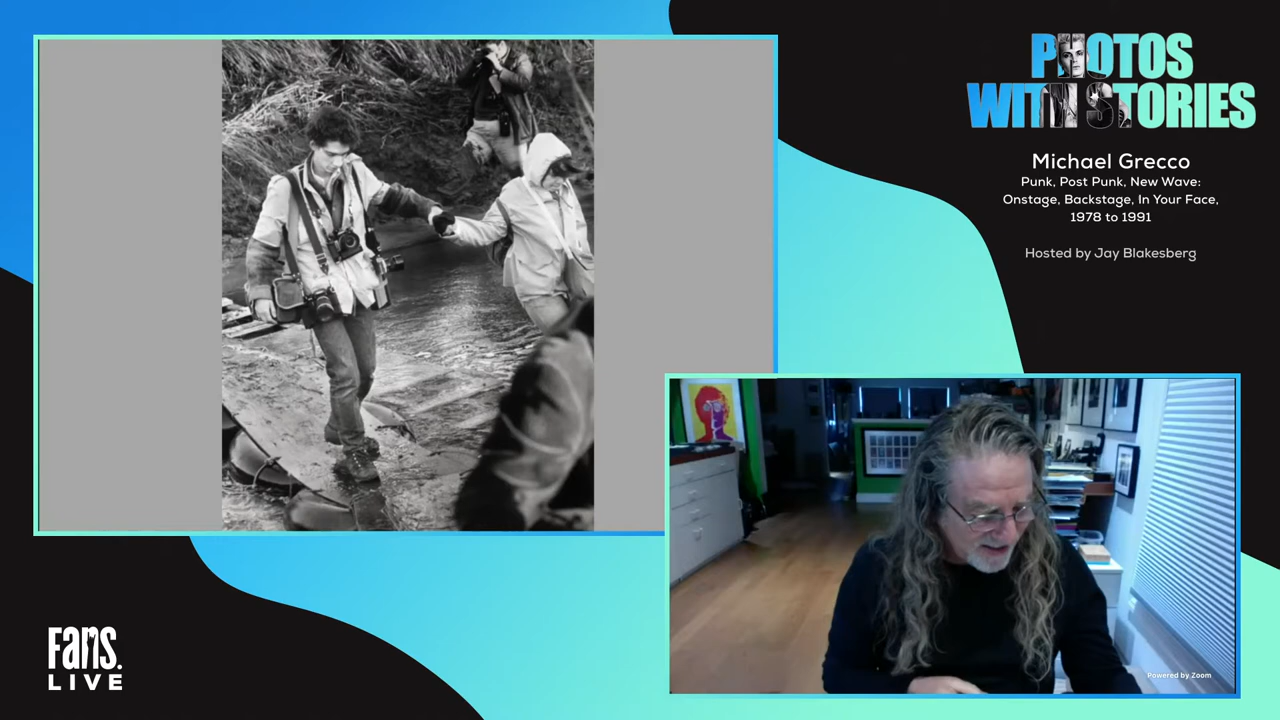 PHOTOS
WITH STORIES
Michael Grecco
Punk, Post Punk, New Wave:
Onstage, Backstage, In Your Face,
1978 to 1991
Hosted by Jay Blakesberg
Powered by Zoom
Fans.
LIVE